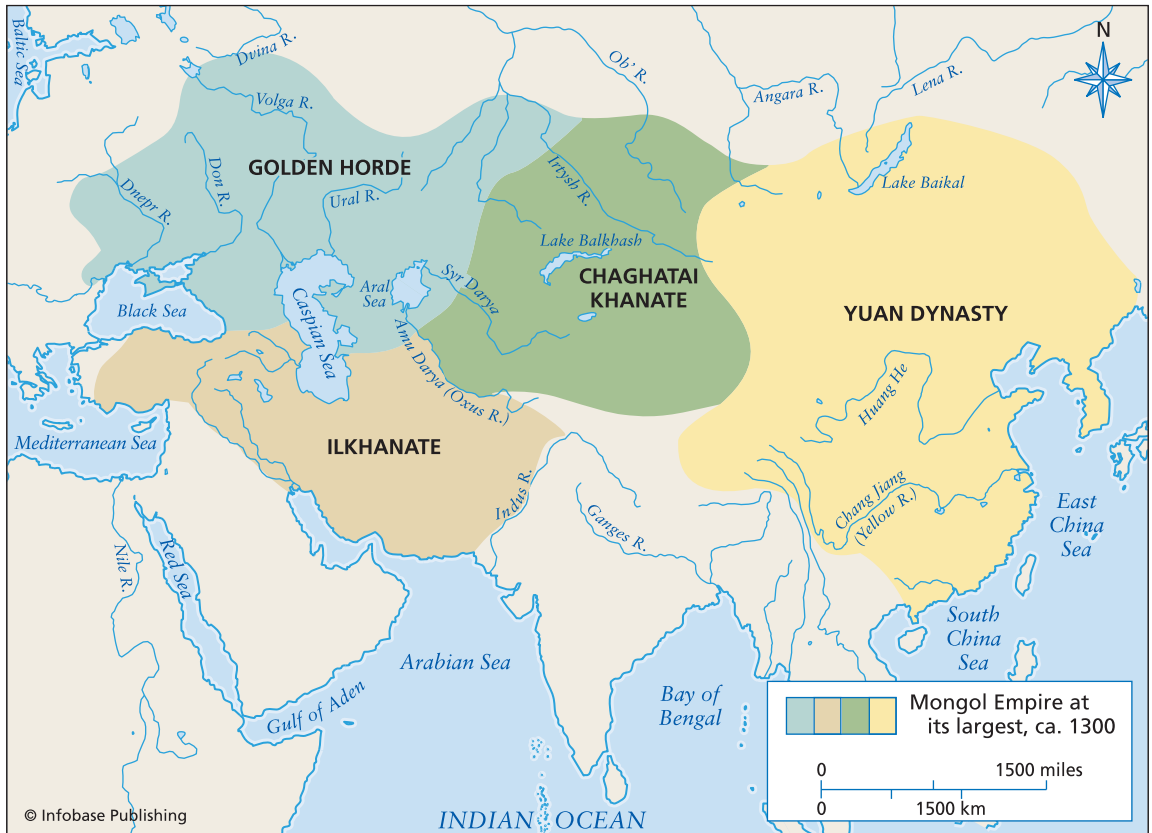 Baltic Sea
Dvina R.
Ob' R.
N
Volga R.
Angara R.
Lena R.
GOLDEN HORDE
Don R.
Dnepr R.
Ural R.
Irtysh R.
Lake Baikal
Lake Balkhash
CHAGHATAI
KHANATE
Aral
Sea
Syr Darya
Caspian Sea
Black Sea
YUAN DYNASTY
Amu Darya (Oxus R.)
Huang He
Mediterranean Sea
ILKHANATE
Indus R.
Ganges R.
Chang Jiang
(Yellow R.)
East
China
Sea
Nile R.
Red Sea
South
China
Sea
Arabian Sea
Bay of
Bengal
Gulf of Aden
Mongol Empire at
its largest, ca. 1300
0 1500 miles
0 1500 km
© Infobase Publishing
INDIAN OCEAN